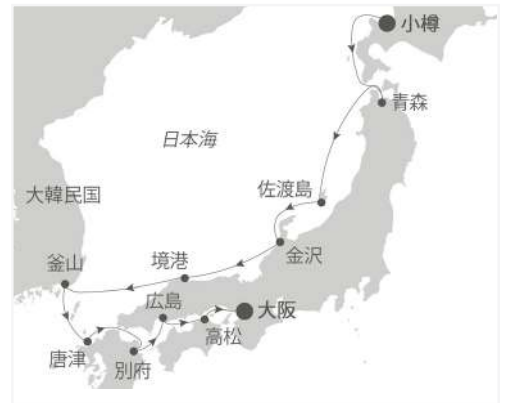 小樽
青森
日本海
佐渡島
大韓民国
金沢
釜山
境港
広島
大阪
高松
唐津
別府